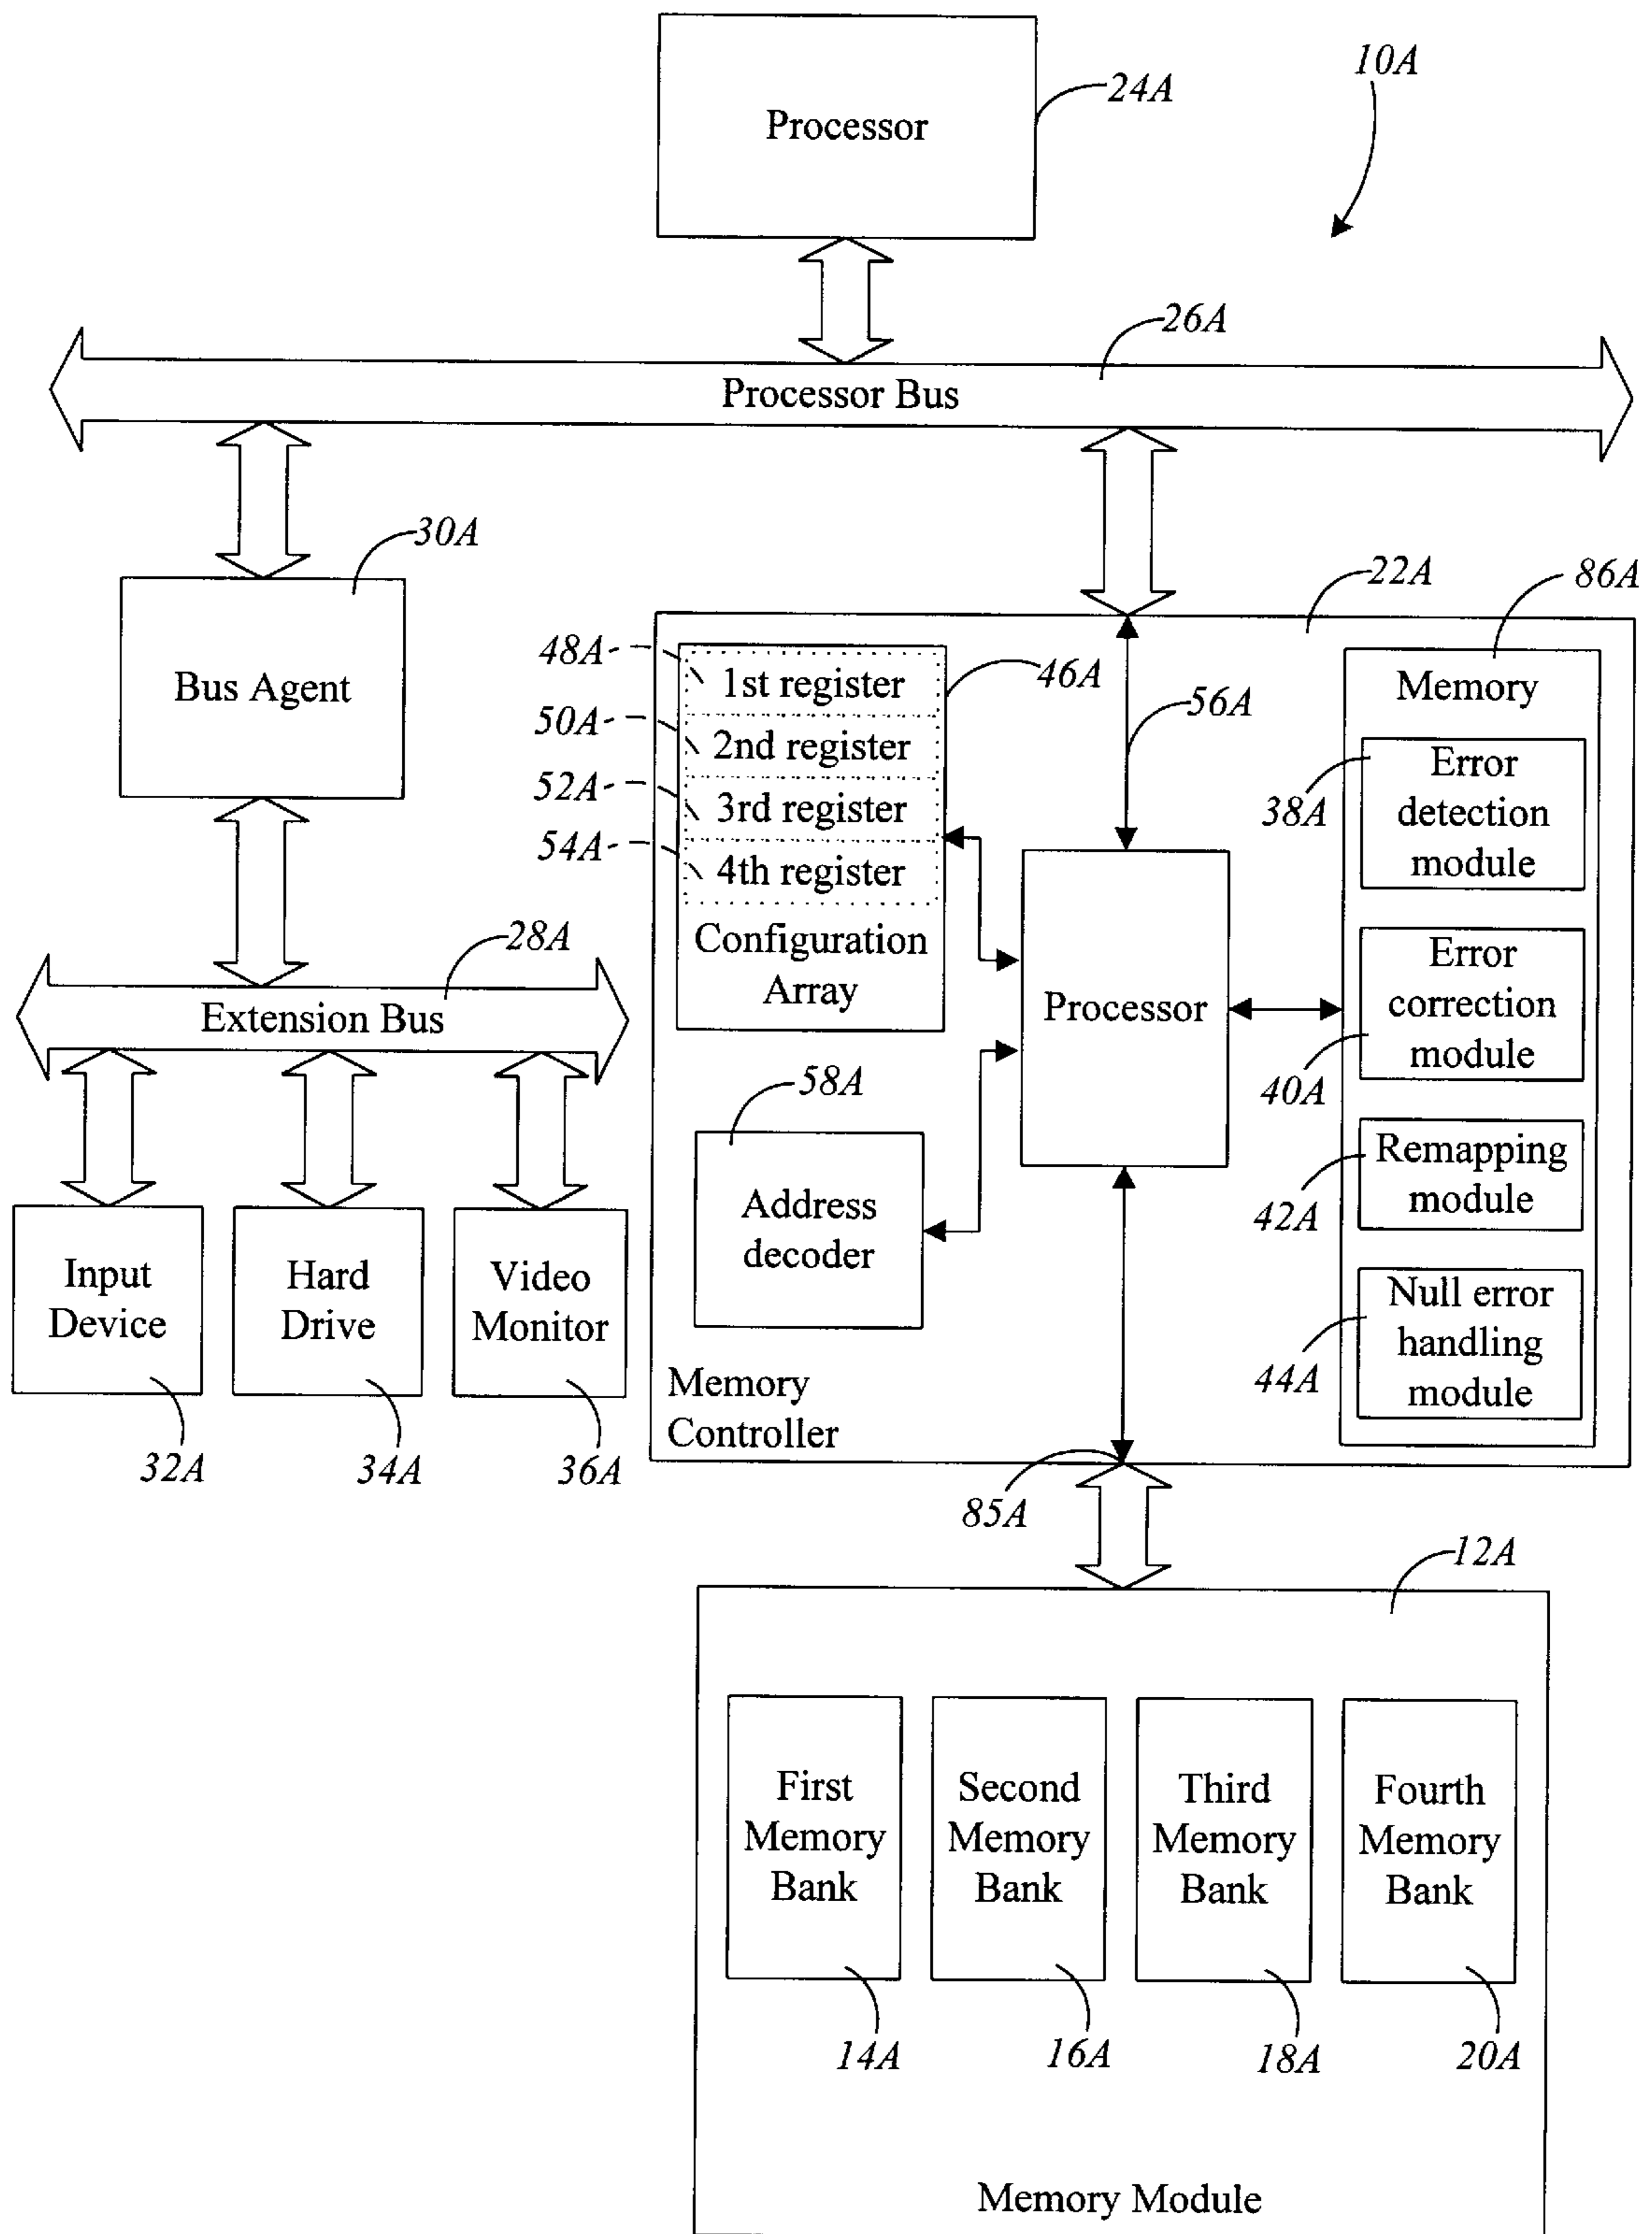 Processor
24A
10A
26A
Processor Bus
30A
Bus Agent
22A
86A
48A
1st register
46A
50A
2nd register
52A
3rd register
54A
4th register
Configuration
Array
56A
Memory
38A
Error
detection
module
Processor
Error
correction
module
40A
28A
Extension Bus
58A
Address
decoder
Remapping
module
42A
Null error
handling
module
44A
Input
Device
Hard
Drive
Video
Monitor
32A
34A
36A
Memory
Controller
85A
12A
First
Memory
Bank
Second
Memory
Bank
Third
Memory
Bank
Fourth
Memory
Bank
14A
16A
18A
20A
Memory Module